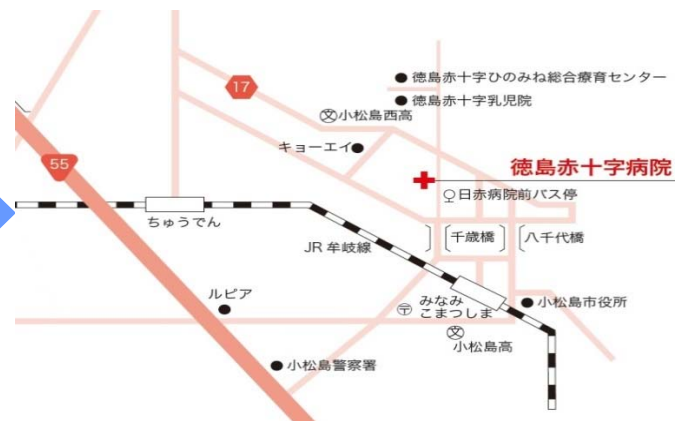 徳島赤十字ひのみね総合療育センター
17
徳島赤十字乳児院
文小松島西高
キョーエイ
55
徳島赤十字病院
日赤病院前バス停
ちゅうでん
JR 牟岐線
千歳橋
八千代橋
ルピア
〒
みなみ
こまつしま
小松島市役所
文
小松島高
小松島警察署